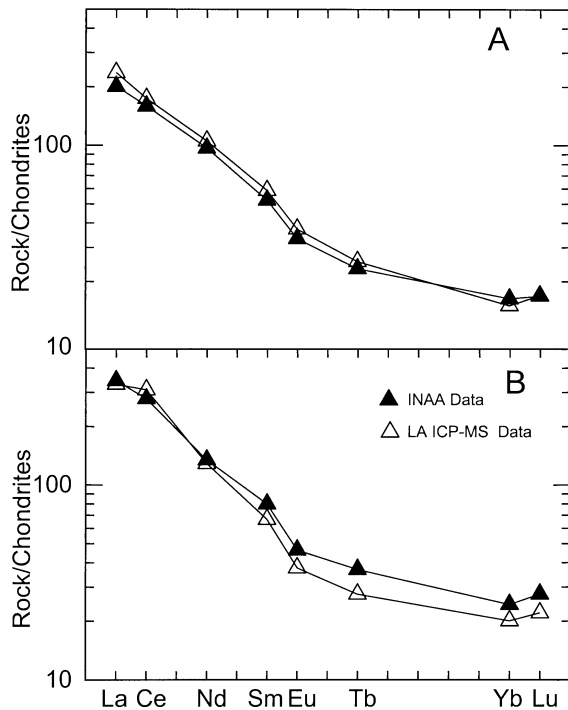 A
100
Rock/Chondrites
10
B
INAA Data
LA ICP-MS Data
100
Rock/Chondrites
10
La Ce Nd Sm Eu Tb Yb Lu